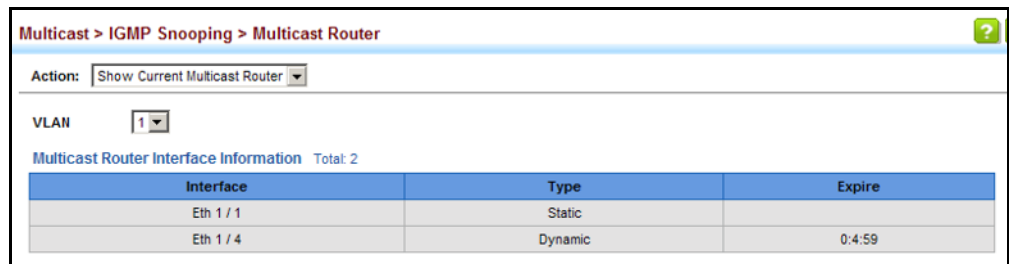 Multicast > IGMP Snooping > Multicast Router ?
Action: Show Current Multicast Router
VLAN 1
Multicast Router Interface Information Total: 2
Interface Type Expire
Eth 1 / 1 Static
Eth 1 / 4 Dynamic 0:4:59